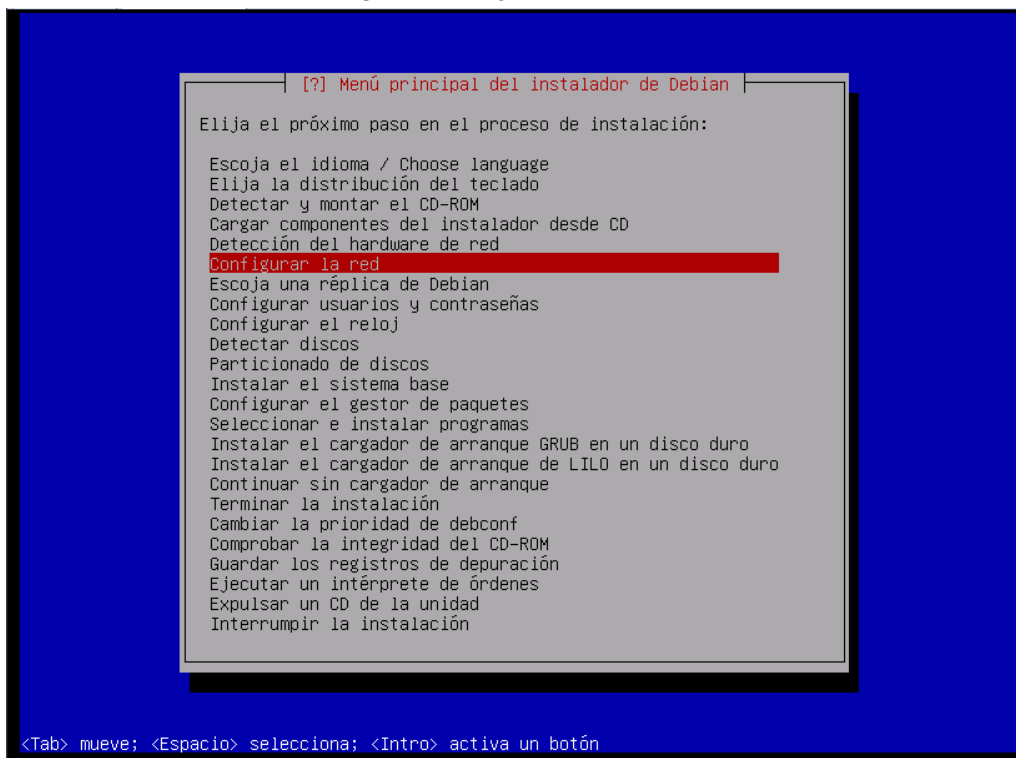 [?] Menú principal del instalador de Debian
Elija el próximo paso en el proceso de instalación:
Escoja el idioma / Choose language
Elija la distribución del teclado
Detectar y montar el CD-ROM
Cargar componentes del instalador desde CD
Detección del hardware de red
Configurar la red
Escoja una réplica de Debian
Configurar usuarios y contraseñas
Configurar el reloj
Detectar discos
Particionado de discos
Instalar el sistema base
Configurar el gestor de paquetes
Seleccionar e instalar programas
Instalar el cargador de arranque GRUB en un disco duro
Instalar el cargador de arranque de LILO en un disco duro
Continuar sin cargador de arranque
Terminar la instalación
Cambiar la prioridad de debconf
Comprobar la integridad del CD-ROM
Guardar los registros de depuración
Ejecutar un intérprete de órdenes
Expulsar un CD de la unidad
Interrumpir la instalación
<Tab> mueve; <Espacio> selecciona; <Intro> activa un botón